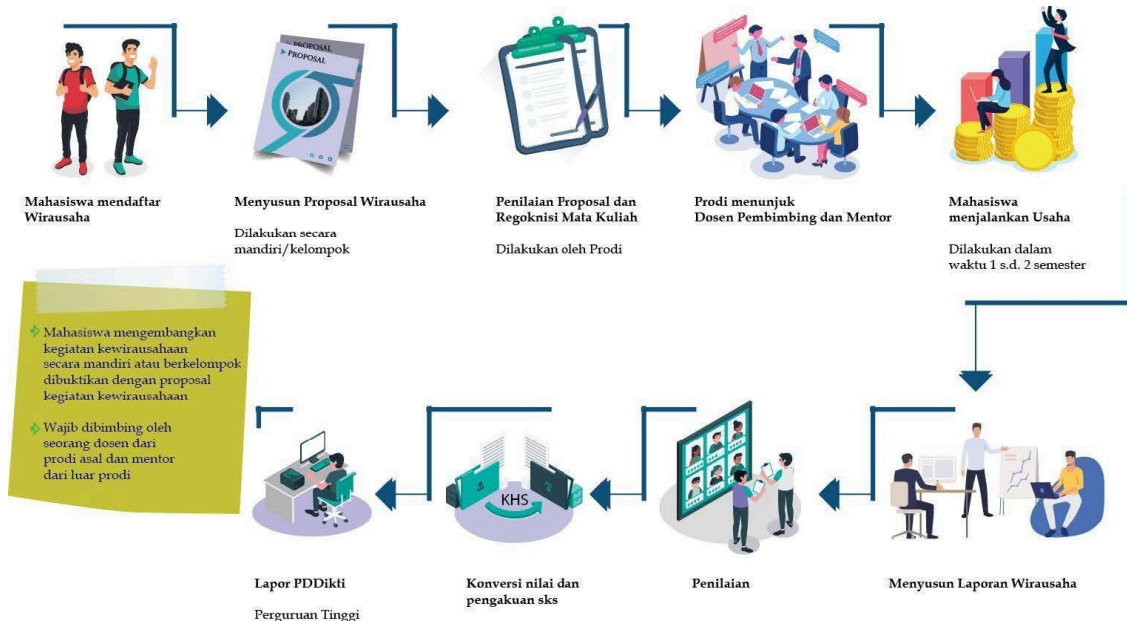 PROPOSAL
PROPOSAL
Mahasiswa mendaftar
Wirausaha
Menyusun Proposal Wirausaha
Dilakukan secara
mandiri/kelompok
Penilaian Proposal dan
Regoknisi Mata Kuliah
Dilakukan oleh Prodi
Prodi menunjuk
Dosen Pembimbing dan Mentor
Mahasiswa
menjalankan Usaha
Dilakukan dalam
waktu 1 s.d. 2 semester
Mahasiswa mengembangkan
kegiatan kewirausahaan
secara mandiri atau berkelompok
dibuktikan dengan proposal
kegiatan kewirausahaan
Wajib dibimbing oleh
seorang dosen dari
prodi asal dan mentor
dari luar prodi
KHS
Lapor PDDikti
Perguruan Tinggi
Konversi nilai dan
pengakuan sks
Penilaian
Menyusun Laporan Wirausaha